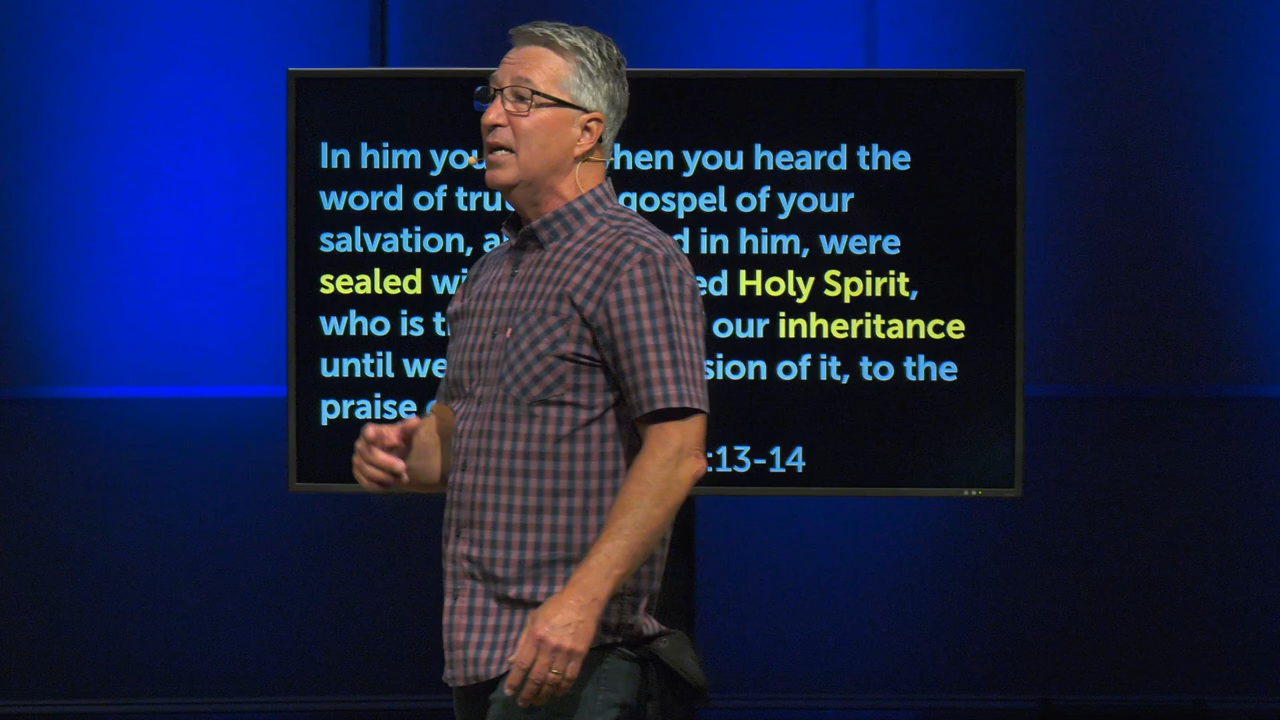 In him you hen you heard the
word of tru gospel of your
salvation, a d in him, were
sealed wi ed Holy Spirit,
who is t our inheritance
until we sion of it, to the
praise
:13-14